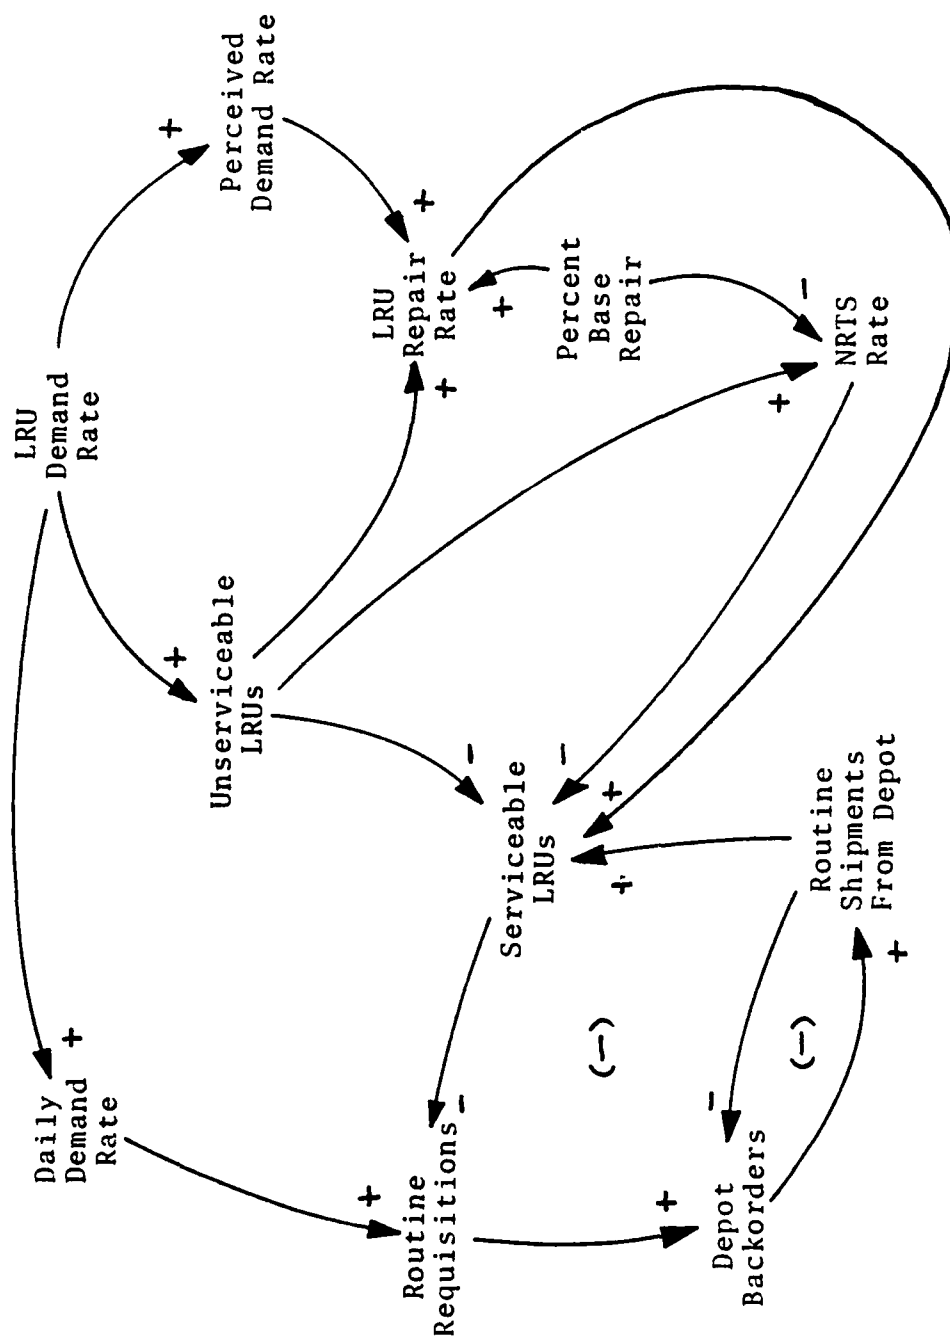 LRU
Demand
Rate
+
Perceived
Demand Rate
+
Unserviceable
LRUs
Daily
Demand
Rate
+
+
LRU
Repair
Rate
+
+
+
Percent
Base
Repair
-
NRTS
Rate
+
-
-
Serviceable
LRUs
+
+
Routine
Requisitions
-
+
(-)
Depot
Backorders
+
-
(-)
Routine
Shipments
From Depot
+